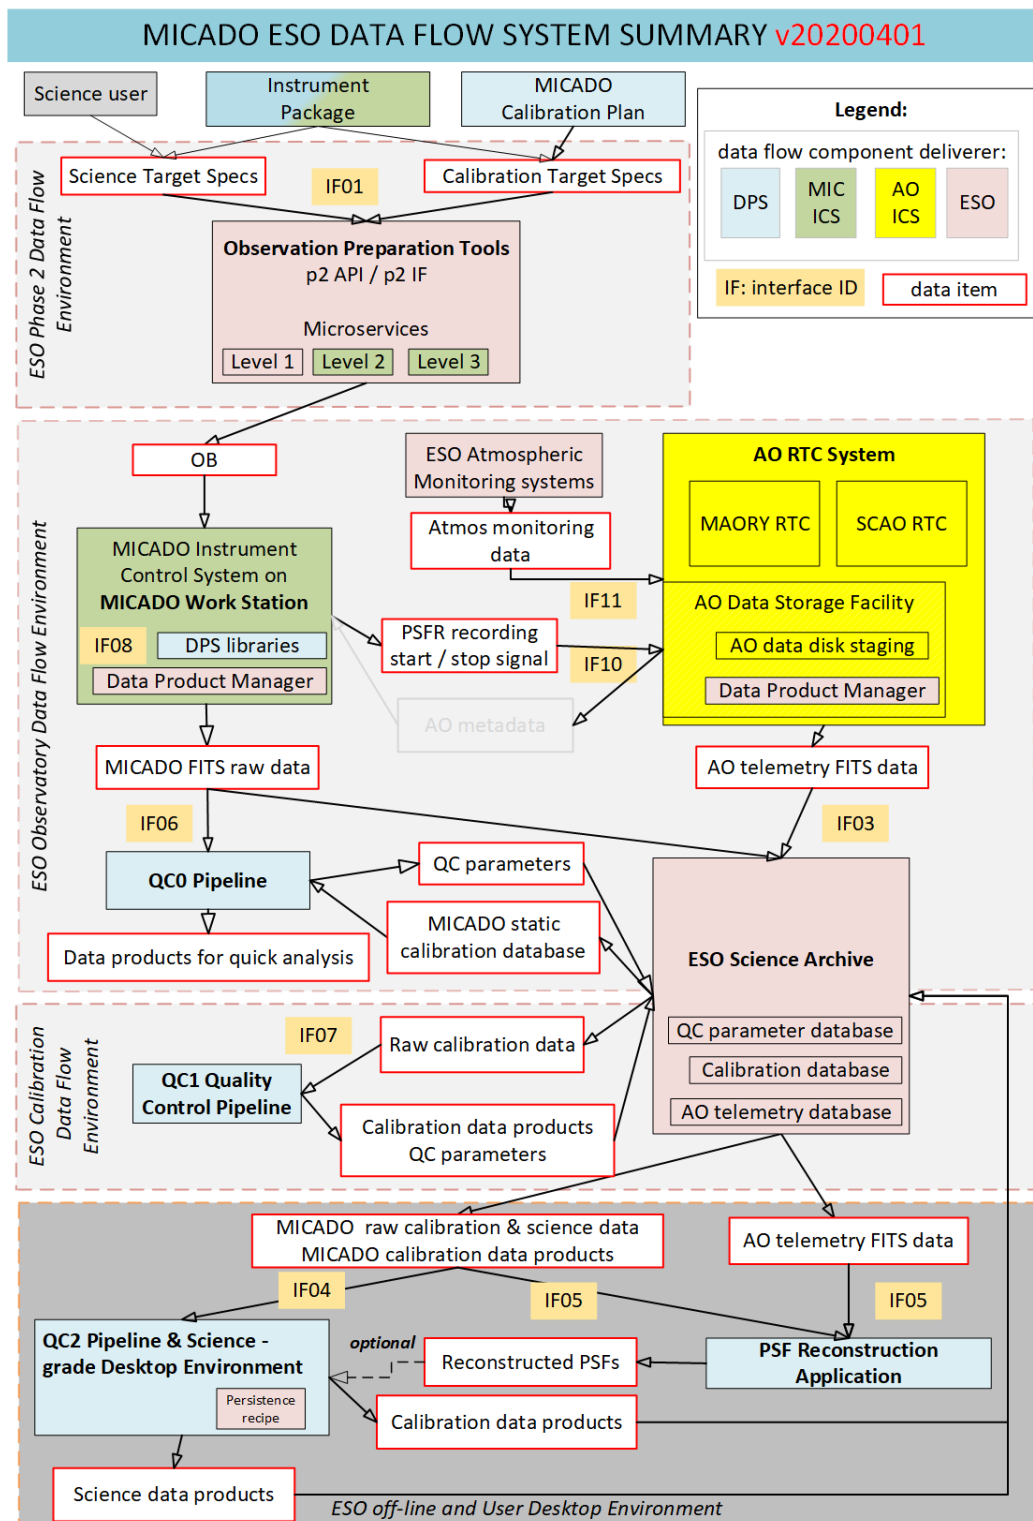 MICADO ESO DATA FLOW SYSTEM SUMMARY v20200401
Science user
Instrument
Package
MICADO
Calibration Plan
Legend:
data flow component deliverer:
DPS
MIC
ICS
AO
ICS
ESO
IF: interface ID
data item
ESO Phase 2 Data Flow
Environment
Science Target Specs
IF01
Calibration Target Specs
Observation Preparation Tools
p2 API / p2 IF
Microservices
Level 1
Level 2
Level 3
ESO Observatory Data Flow Environment
OB
ESO Atmospheric
Monitoring systems
Atmos monitoring
data
IF11
AO RTC System
MAORY RTC
SCAO RTC
AO Data Storage Facility
AO data disk staging
Data Product Manager
MICADO Instrument
Control System on
MICADO Work Station
IF08
DPS libraries
Data Product Manager
PSFR recording
start / stop signal
IF10
AO metadata
MICADO FITS raw data
AO telemetry FITS data
IF06
IF03
QC0 Pipeline
QC parameters
MICADO static
calibration database
Data products for quick analysis
ESO Science Archive
QC parameter database
Calibration database
AO telemetry database
ESO Calibration
Data Flow
Environment
IF07
Raw calibration data
QC1 Quality
Control Pipeline
Calibration data products
QC parameters
MICADO raw calibration & science data
MICADO calibration data products
AO telemetry FITS data
IF04
IF05
IF05
QC2 Pipeline & Science -
grade Desktop Environment
Persistence
recipe
optional
Reconstructed PSFs
PSF Reconstruction
Application
Calibration data products
Science data products
ESO off-line and User Desktop Environment